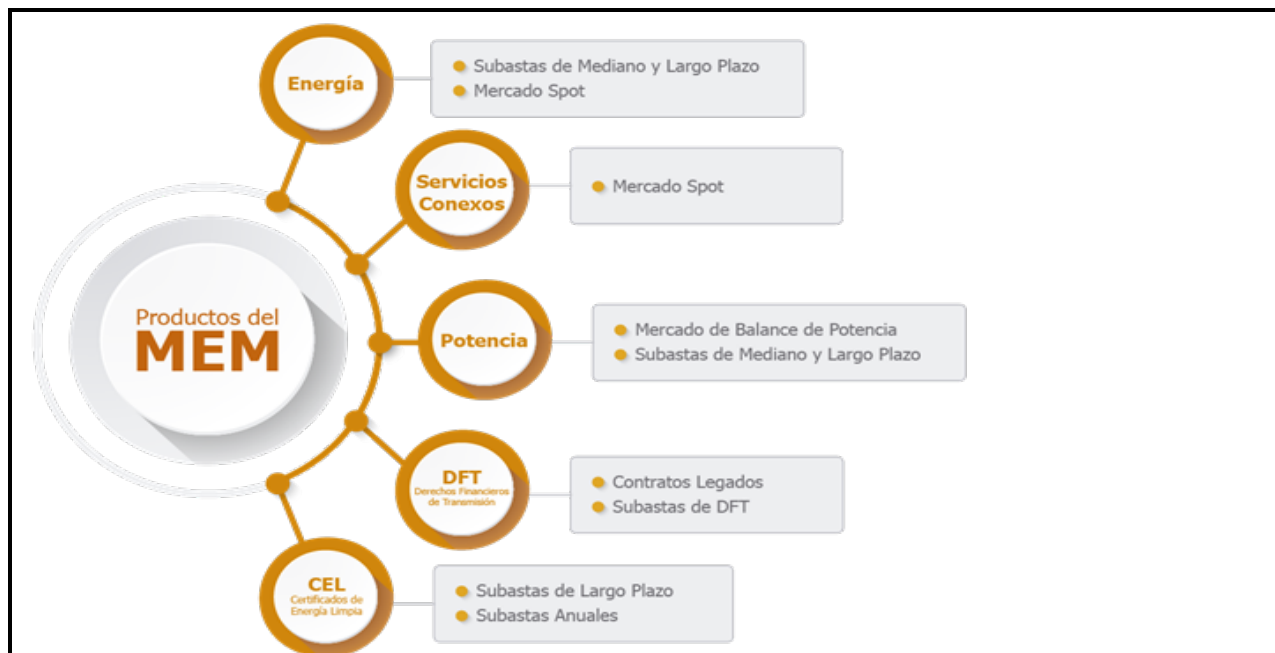 Productos del
MEM
Energía
Subastas de Mediano y Largo Plazo
Mercado Spot
Servicios
Conexos
Mercado Spot
Potencia
Mercado de Balance de Potencia
Subastas de Mediano y Largo Plazo
DFT
Derechos Financieros
de Transmisión
Contratos Legados
Subastas de DFT
CEL
Certificados de
Energía Limpia
Subastas de Largo Plazo
Subastas Anuales